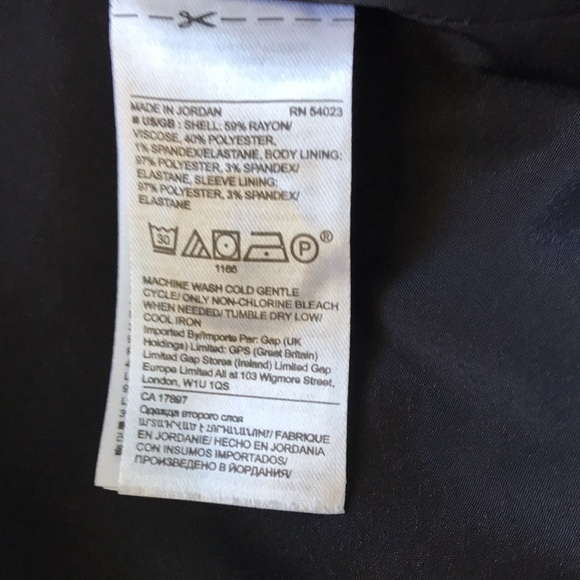 MADE IN JORDAN RN 54023
US/GB : SHELL: 59% RAYON/
VISCOSE, 40% POLYESTER,
1% SPANDEX/ELASTANE, BODY LINING:
97% POLYESTER, 3% SPANDEX/
ELASTANE, SLEEVE LINING:
97% POLYESTER, 3% SPANDEX/
ELASTANE
30 P®
1166
MACHINE WASH COLD GENTLE
CYCLE/ ONLY NON-CHLORINE BLEACH
WHEN NEEDED/ TUMBLE DRY LOW/
COOL IRON
Imported By/Importe Par: Gap (UK
Holdings) Limited: GPS (Great Britain)
Limited Gap Stores (Ireland) Limited Gap
Europe Limited All at 103 Wigmore Street,
London, W1U 1QS
CA 17897
Одежда второго слоя
FABRIQUE
EN JORDANIE/ HECHO EN JORDANIA
CON INSUMOS IMPORTADOS/
ПРОИЗВЕДЕНО В ИОРДАНИИ/